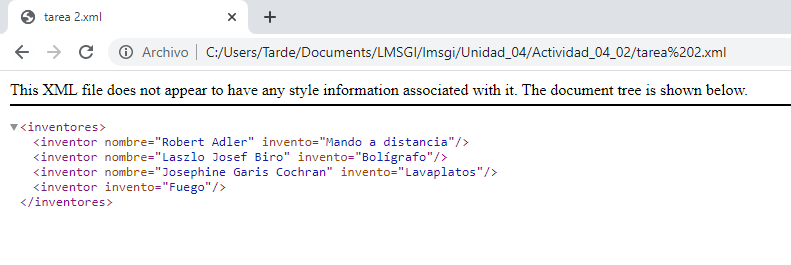 tarea 2.xml
Archivo | C:/Users/Tarde/Documents/LMSGI/lmsgi/Unidad_04/Actividad_04_02/tarea%202.xml
This XML file does not appear to have any style information associated with it. The document tree is shown below.
<inventores>
<inventor nombre="Robert Adler" invento="Mando a distancia"/>
<inventor nombre="Laszlo Josef Biro" invento="Bolígrafo"/>
<inventor nombre="Josephine Garis Cochran" invento="Lavaplatos"/>
<inventor invento="Fuego"/>
</inventores>